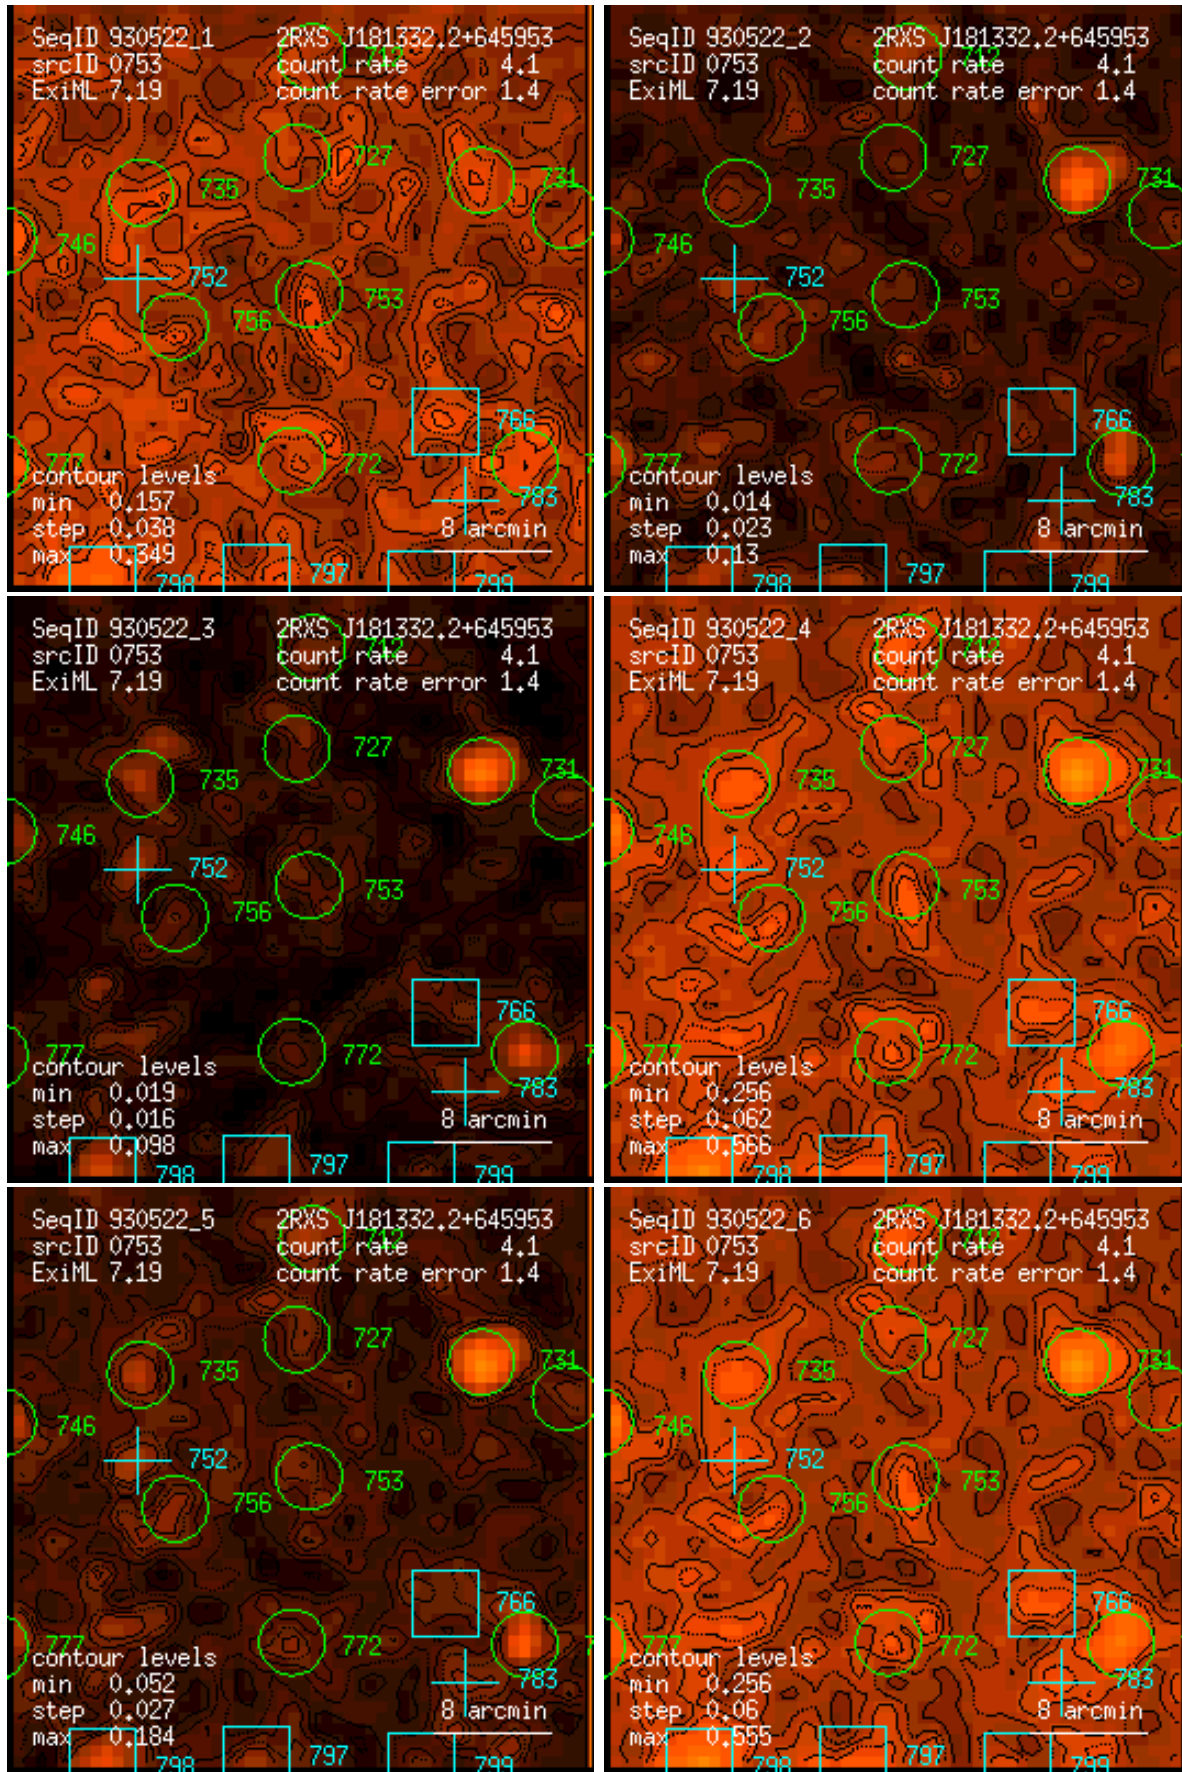 SeqID 930522_1 2RXS J181332.2+645953
srcID 0753 count rate 4.1
712
ExiML 7.19 count rate error 1.4
727
731
735
746
752
753
756
766
772
777
contour levels
min 0.157
783
step 0.038 8 arcmin
max 0.349
798 797 799
SeqID 930522_2 2RXS J181332.2+645953
srcID 0753 count rate 4.1
712
ExiML 7.19 count rate error 1.4
727
731
735
746
752
753
756
766
772
777
contour levels
min 0.014
783
step 0.023 8 arcmin
max 0.13
798 797 799
SeqID 930522_3 2RXS J181332.2+645953
srcID 0753 count rate 4.1
712
ExiML 7.19 count rate error 1.4
727
731
735
746
752
753
756
766
772
777
contour levels
min 0.019
783
step 0.016 8 arcmin
max 0.098
798 797 799
SeqID 930522_4 2RXS J181332.2+645953
srcID 0753 count rate 4.1
712
ExiML 7.19 count rate error 1.4
727
731
735
746
752
753
756
766
772
777
contour levels
min 0.256
783
step 0.062 8 arcmin
max 0.566
798 797 799
SeqID 930522_5 2RXS J181332.2+645953
srcID 0753 count rate 4.1
712
ExiML 7.19 count rate error 1.4
727
731
735
746
752
753
756
766
772
777
contour levels
min 0.052
783
step 0.027 8 arcmin
max 0.184
798 797 799
SeqID 930522_6 2RXS J181332.2+645953
srcID 0753 count rate 4.1
712
ExiML 7.19 count rate error 1.4
727
731
735
746
752
753
756
766
772
777
contour levels
min 0.256
783
step 0.06 8 arcmin
max 0.555
798 797 799